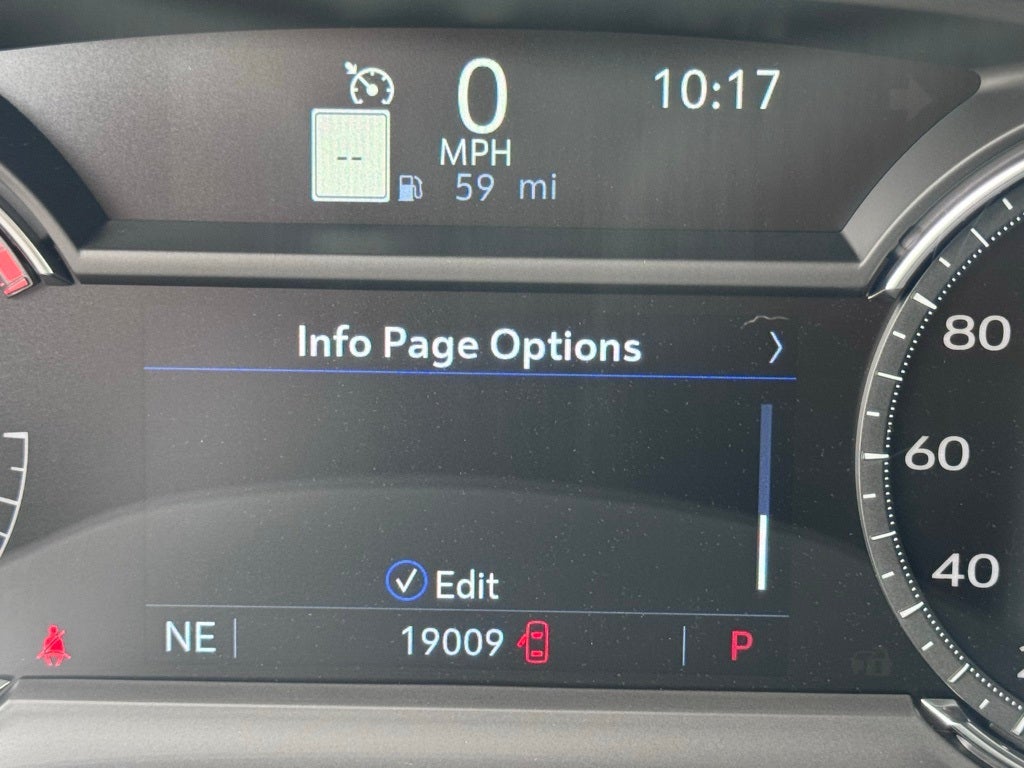 0
10:17
--
MPH
59 mi
Info Page Options
80
60
Edit
40
NE
19009
P